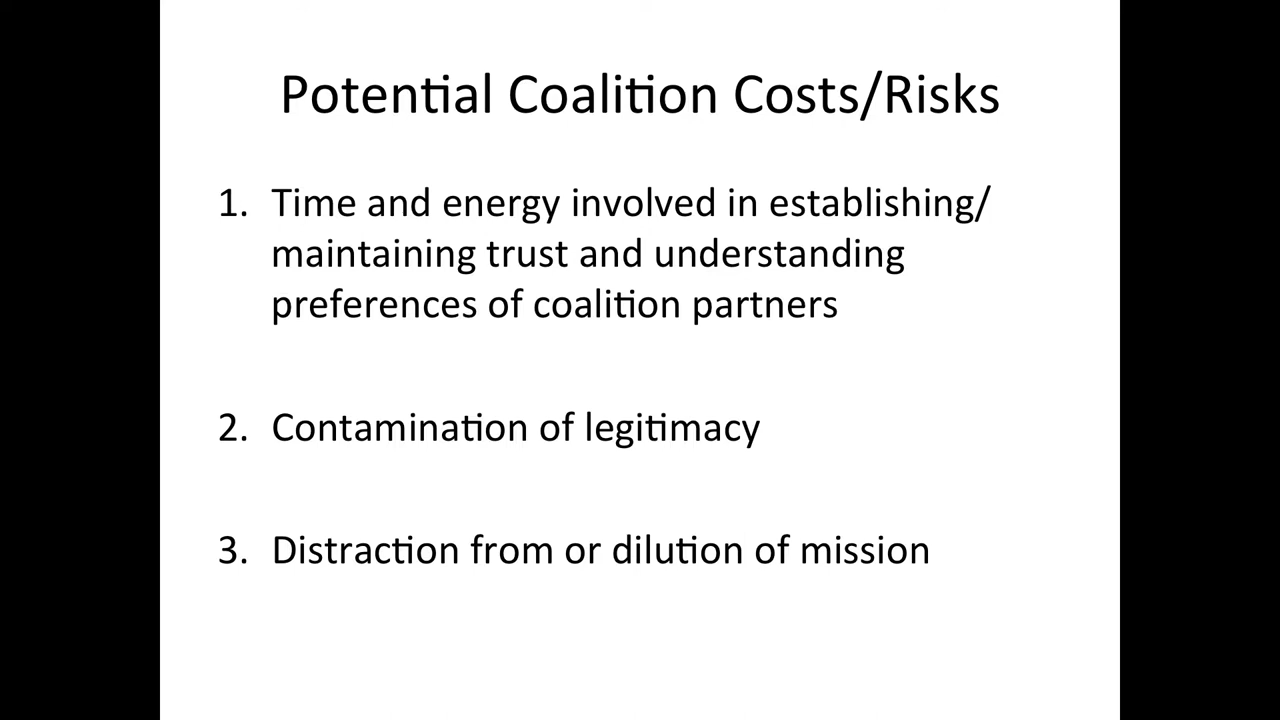 Potential Coalition Costs/Risks
1. Time and energy involved in establishing/
maintaining trust and understanding
preferences of coalition partners
2. Contamination of legitimacy
3. Distraction from or dilution of mission